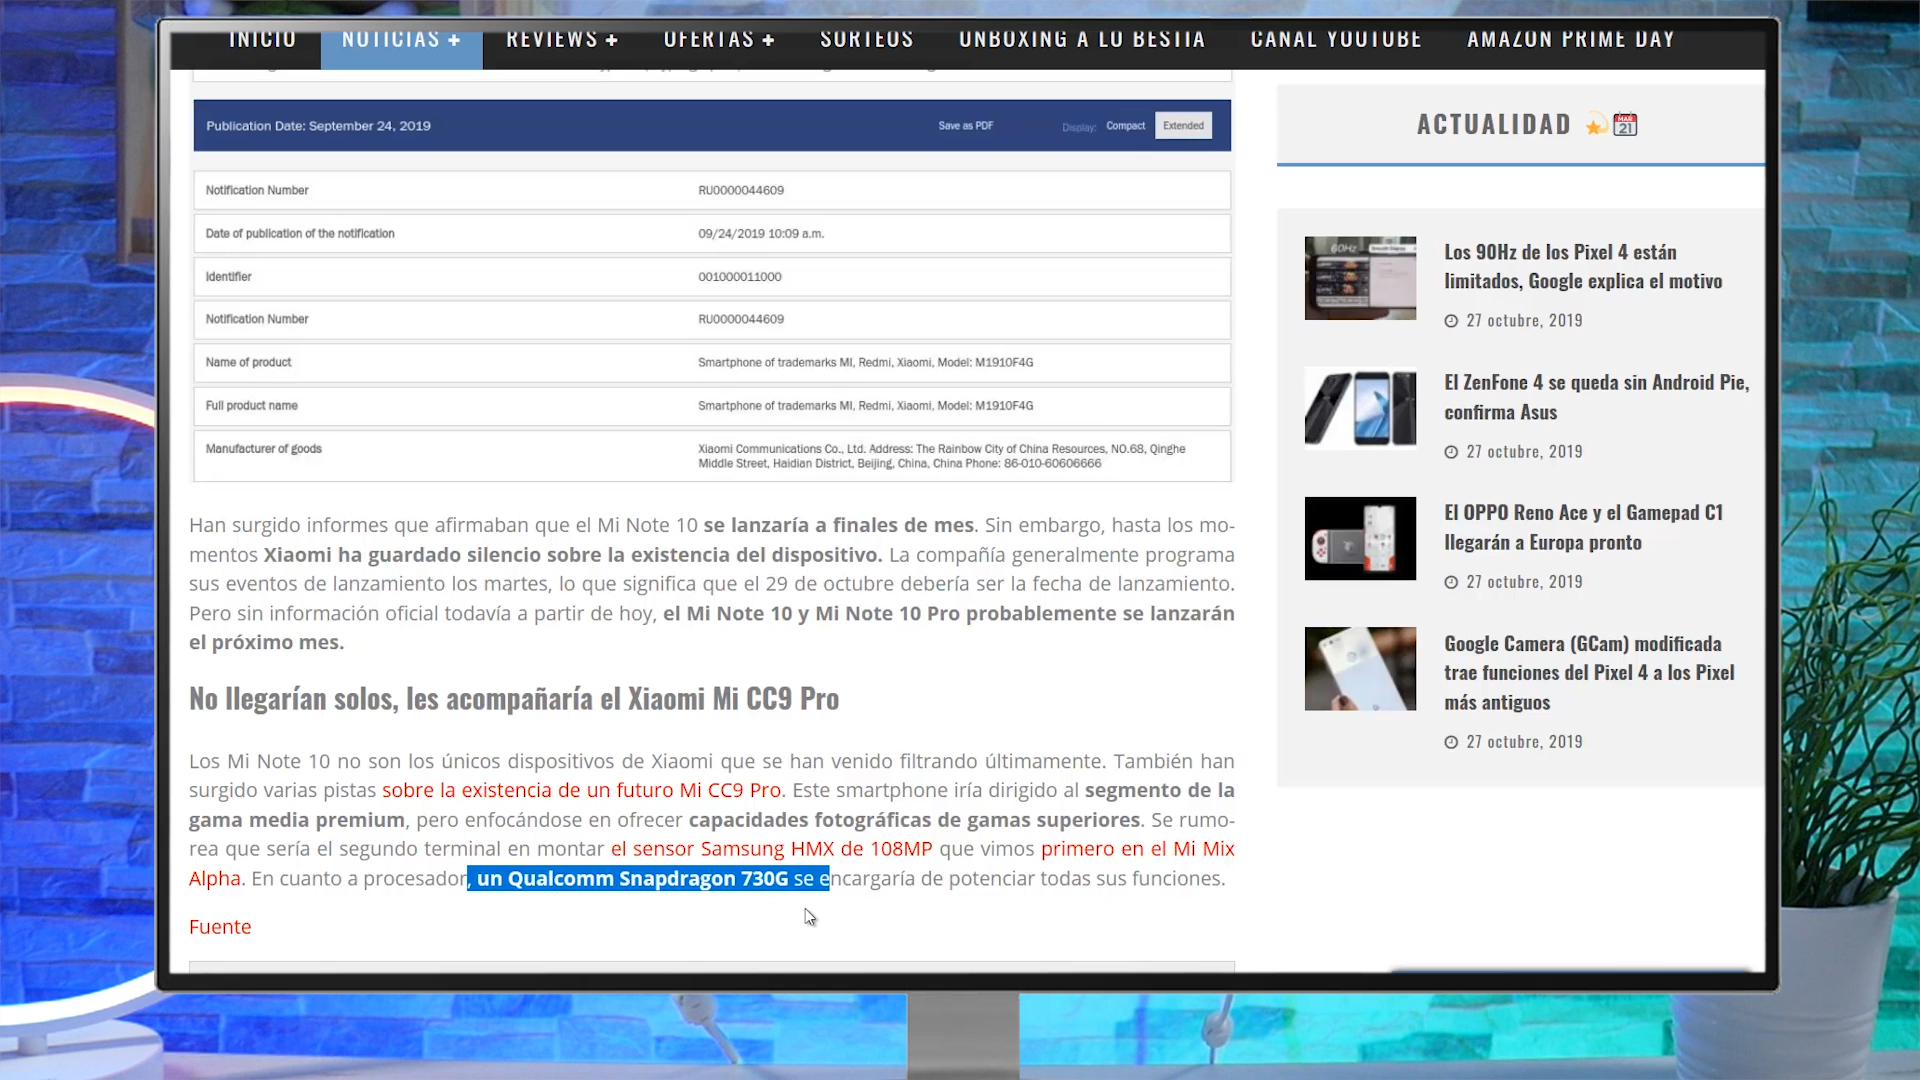 INICIO NOTICIAS + REVIEWS + OFERTAS + SORTEOS UNBOXING A LO BESTIA CANAL YOUTUBE AMAZON PRIME DAY
Publication Date: September 24, 2019 Save as PDF Display: Compact Extended
Notification Number RU0000044609
Date of publication of the notification 09/24/2019 10:09 a.m.
Identifier 001000011000
Notification Number RU0000044609
Name of product Smartphone of trademarks MI, Redmi, Xiaomi, Model: M1910F4G
Full product name Smartphone of trademarks MI, Redmi, Xiaomi, Model: M1910F4G
Manufacturer of goods Xiaomi Communications Co., Ltd. Address: The Rainbow City of China Resources, NO.68, Qinghe
Middle Street, Haidian District, Beijing, China, China Phone: 86-010-60606666
Han surgido informes que afirmaban que el Mi Note 10 se lanzaría a finales de mes. Sin embargo, hasta los mo-
mentos Xiaomi ha guardado silencio sobre la existencia del dispositivo. La compañía generalmente programa
sus eventos de lanzamiento los martes, lo que significa que el 29 de octubre debería ser la fecha de lanzamiento.
Pero sin información oficial todavía a partir de hoy, el Mi Note 10 y Mi Note 10 Pro probablemente se lanzarán
el próximo mes.
No llegarían solos, les acompañaría el Xiaomi Mi CC9 Pro
Los Mi Note 10 no son los únicos dispositivos de Xiaomi que se han venido filtrando últimamente. También han
surgido varias pistas sobre la existencia de un futuro Mi CC9 Pro. Este smartphone iría dirigido al segmento de la
gama media premium, pero enfocándose en ofrecer capacidades fotográficas de gamas superiores. Se rumo-
rea que sería el segundo terminal en montar el sensor Samsung HMX de 108MP que vimos primero en el Mi Mix
Alpha. En cuanto a procesador, un Qualcomm Snapdragon 730G se encargaría de potenciar todas sus funciones.
Fuente
ACTUALIDAD
MAR
21
60Hz
Los 90Hz de los Pixel 4 están
limitados, Google explica el motivo
27 octubre, 2019
El ZenFone 4 se queda sin Android Pie,
confirma Asus
27 octubre, 2019
El OPPO Reno Ace y el Gamepad C1
llegarán a Europa pronto
27 octubre, 2019
Google Camera (GCam) modificada
trae funciones del Pixel 4 a los Pixel
más antiguos
27 octubre, 2019